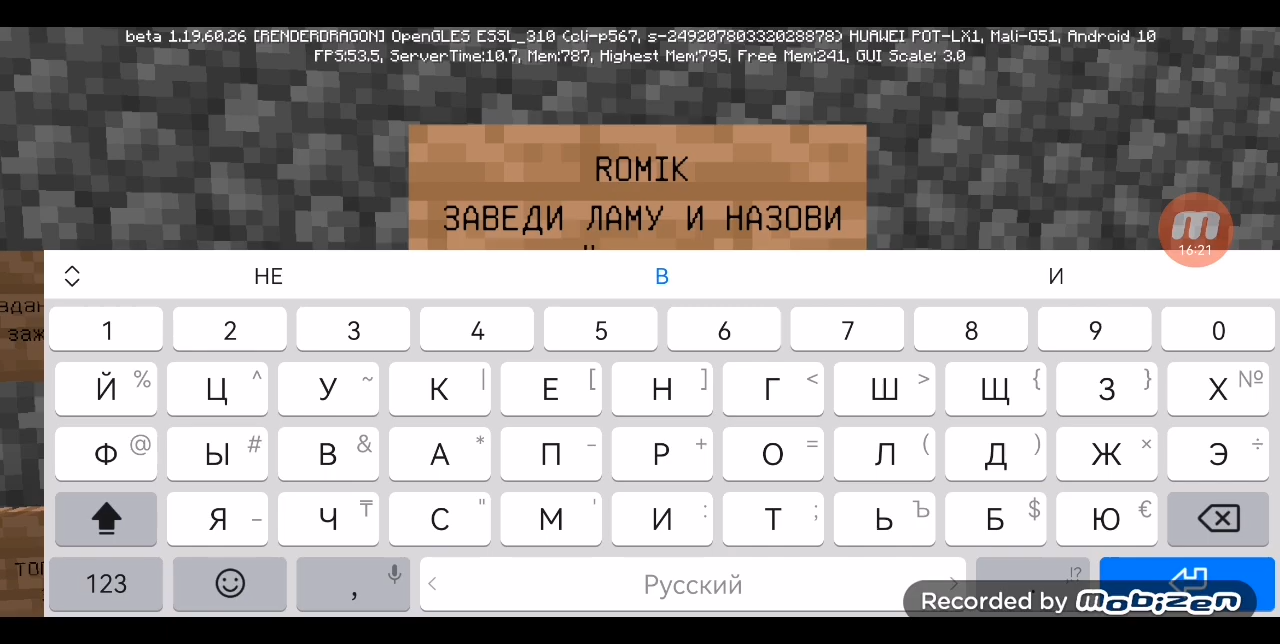 beta 1.19.60.26 [RENDERDRAGON] OpenGLES ESSL_310 (cli-p567, s-24920780332028878) HUAWEI POT-LX1, Mali-G51, Android 10
FPS:53.5, ServerTime:10.7, Mem:787, Highest Mem:795, Free Mem:241, GUI Scale: 3.0
ROMIK
ЗАВЕДИ ЛАМУ И НАЗОВИ
16:21
НЕ В И
1 2 3 4 5 6 7 8 9 0
Й % Ц ^ У ~ К | Е [ Н ] Г < Ш > Щ { З } Х №
Ф @ Ы # В & А * П - Р + О = Л ( Д ) Ж × Э ÷
Я _ Ч ₸ С " М ' И : Т ; Ь Ъ Б $ Ю €
123 , < Русский > . !?
Recorded by mobizen